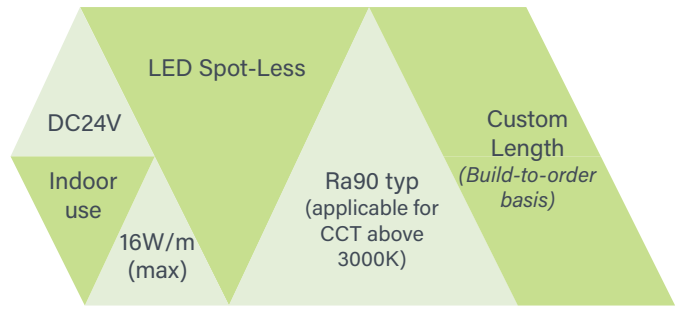 LED Spot-Less
DC24V
Indoor
use
16W/m
(max)
Ra90 typ
(applicable for
CCT above
3000K)
Custom
Length
(Build-to-order
basis)